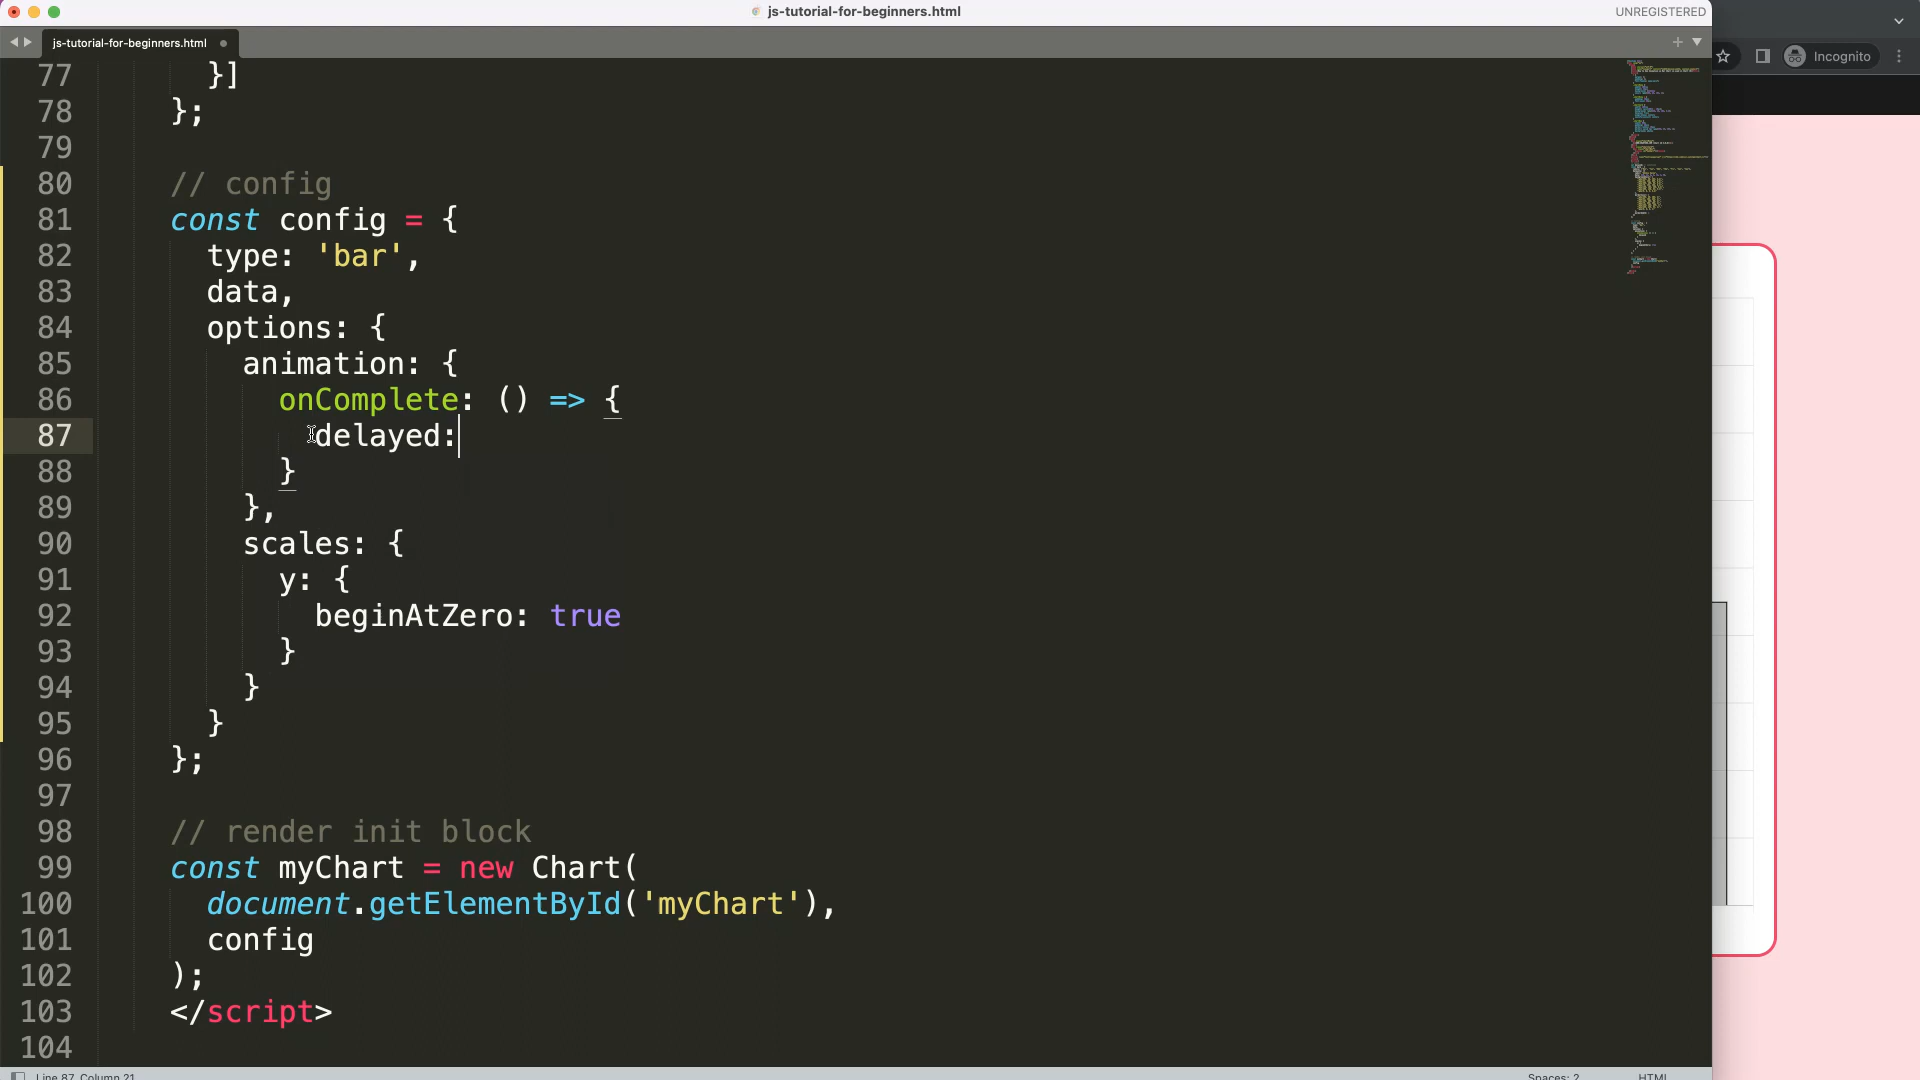 js-tutorial-for-beginners.html
UNREGISTERED
js-tutorial-for-beginners.html
Incognito
77 }]
78 };
79
80 // config
81 const config = {
82 type: 'bar',
83 data,
84 options: {
85 animation: {
86 onComplete: () => {
87 delayed:
88 }
89 },
90 scales: {
91 y: {
92 beginAtZero: true
93 }
94 }
95 }
96 };
97
98 // render init block
99 const myChart = new Chart(
100 document.getElementById('myChart'),
101 config
102 );
103 </script>
104
Line 87, Column 21
Spaces: 2
HTML